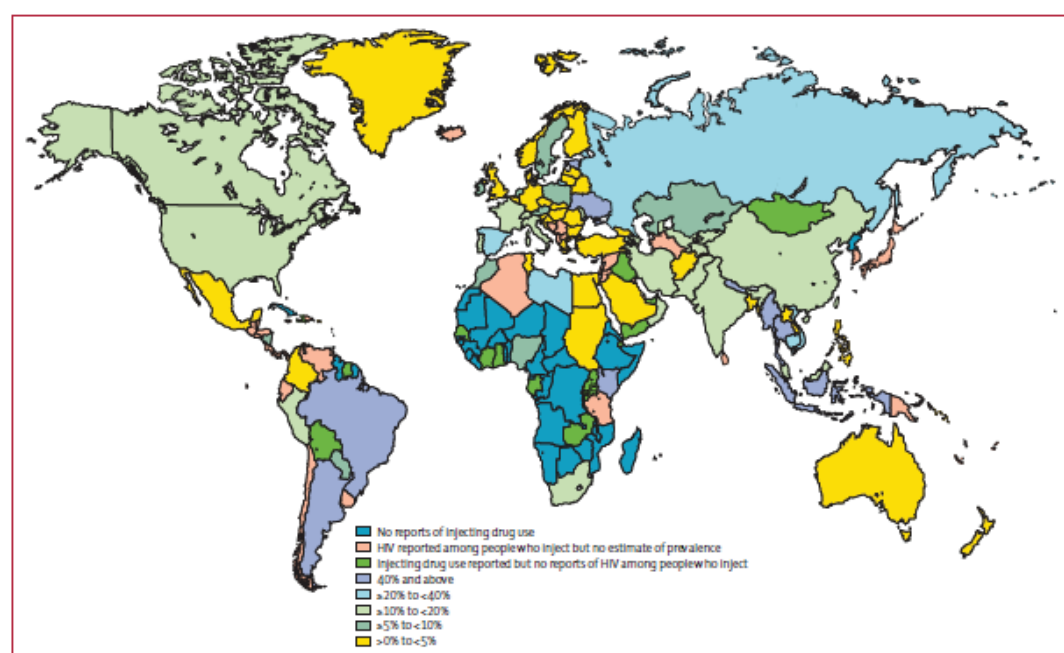 No reports of injecting drug use
HIV reported among people who inject but no estimate of prevalence
Injecting drug use reported but no reports of HIV among people who inject
40% and above
≥20% to <40%
≥10% to <20%
≥5% to <10%
>0% to <5%